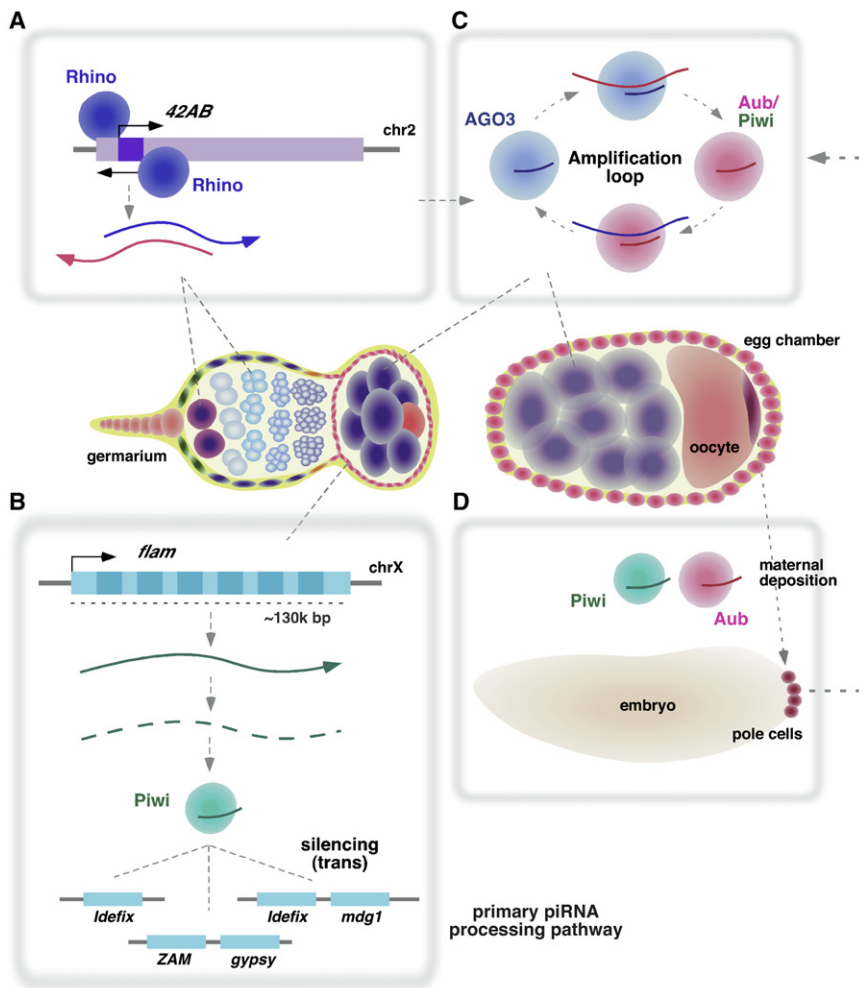 A
Rhino
42AB
chr2
Rhino
C
AGO3
Aub/
Piwi
Amplification
loop
germarium
egg chamber
oocyte
B
flam
chrX
~130k bp
Piwi
silencing
(trans)
Idefix
Idefix
mdg1
ZAM
gypsy
D
Piwi
Aub
maternal
deposition
embryo
pole cells
primary piRNA
processing pathway